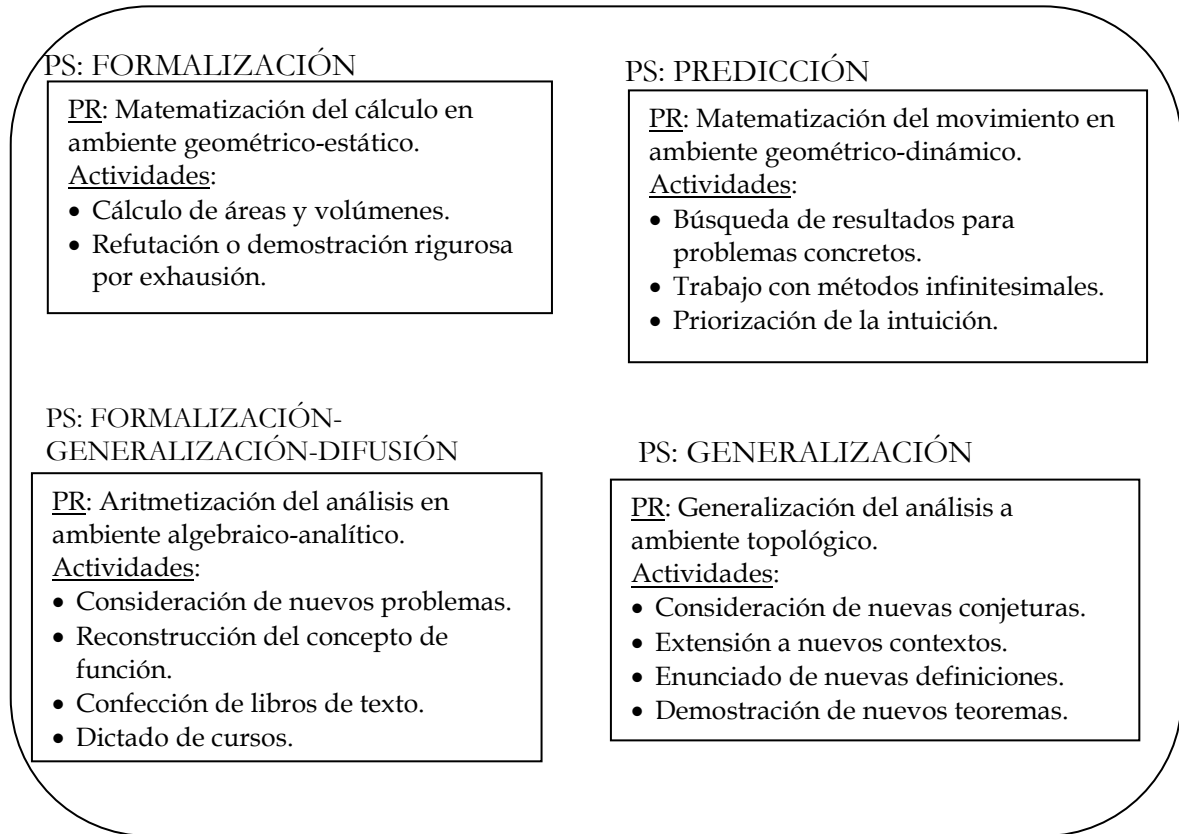 PS: FORMALIZACIÓN
PR: Matematización del cálculo en
ambiente geométrico-estático.
Actividades:
• Cálculo de áreas y volúmenes.
• Refutación o demostración rigurosa
por exhausión.
PS: PREDICCIÓN
PR: Matematización del movimiento en
ambiente geométrico-dinámico.
Actividades:
• Búsqueda de resultados para
problemas concretos.
• Trabajo con métodos infinitesimales.
• Priorización de la intuición.
PS: FORMALIZACIÓN-
GENERALIZACIÓN-DIFUSIÓN
PR: Aritmetización del análisis en
ambiente algebraico-analítico.
Actividades:
• Consideración de nuevos problemas.
• Reconstrucción del concepto de
función.
• Confección de libros de texto.
• Dictado de cursos.
PS: GENERALIZACIÓN
PR: Generalización del análisis a
ambiente topológico.
Actividades:
• Consideración de nuevas conjeturas.
• Extensión a nuevos contextos.
• Enunciado de nuevas definiciones.
• Demostración de nuevos teoremas.